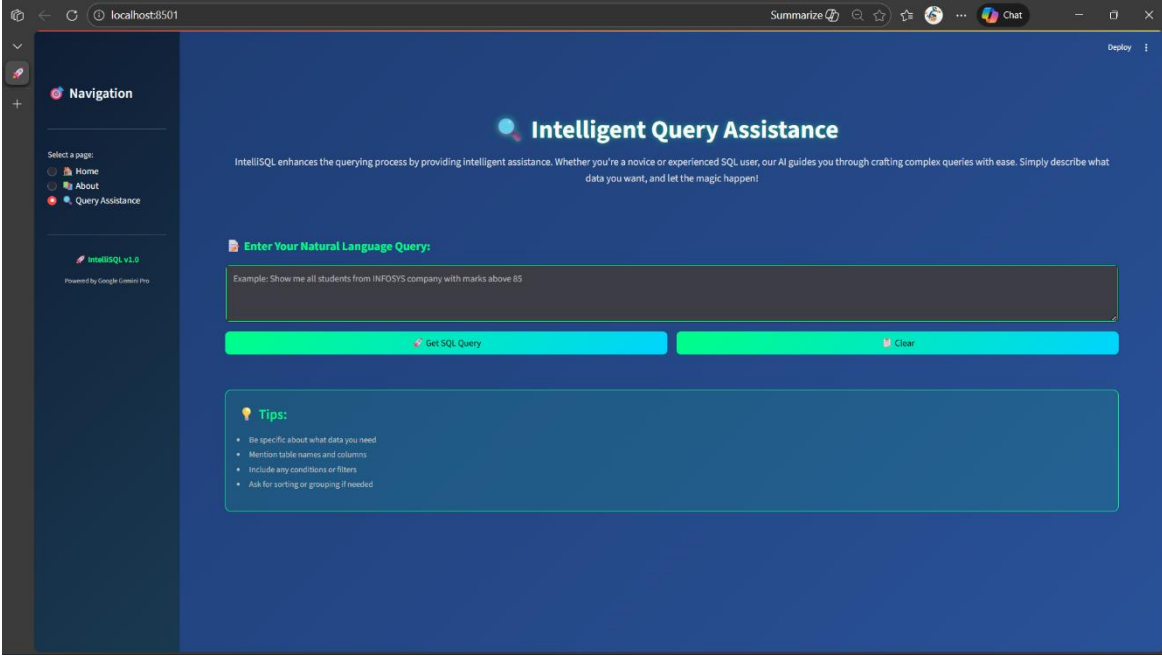 localhost:8501
Summarize
Chat
Deploy
Navigation
Select a page:
Home
About
Query Assistance
IntelliSQL v1.0
Powered by Google Gemini Pro
Intelligent Query Assistance
IntelliSQL enhances the querying process by providing intelligent assistance. Whether you're a novice or experienced SQL user, our AI guides you through crafting complex queries with ease. Simply describe what
data you want, and let the magic happen!
Enter Your Natural Language Query:
Example: Show me all students from INFOSYS company with marks above 85
Get SQL Query
Clear
Tips:
Be specific about what data you need
Mention table names and columns
Include any conditions or filters
Ask for sorting or grouping if needed